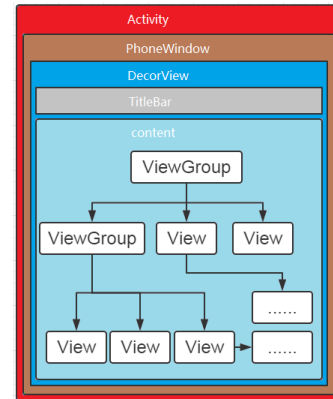 Activity
PhoneWindow
DecorView
TitleBar
content
ViewGroup
ViewGroup
View
View
......
View
View
View
......